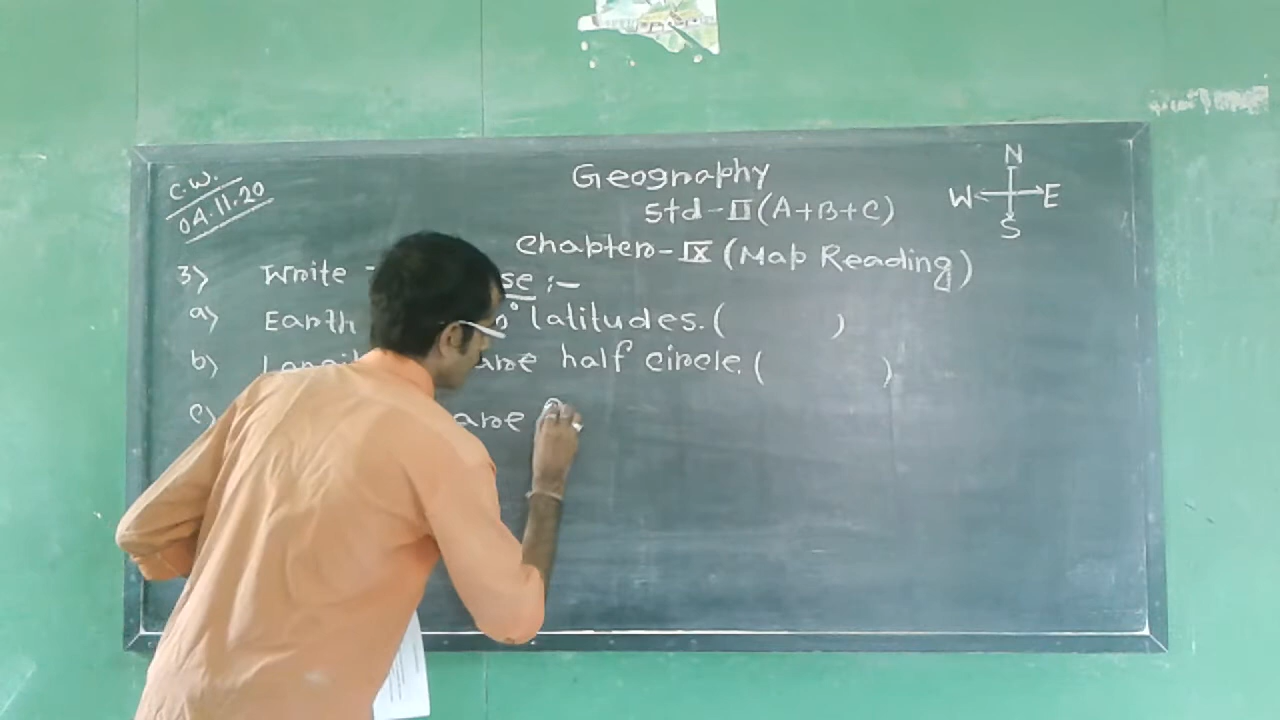 C.W.
04.11.20
Geography
Std-II (A+B+C)
Chapter-IX (Map Reading)
N
W E
S
3) Write se :-
a) Earth ° latitudes. ( )
b) are half circle. ( )
c) are